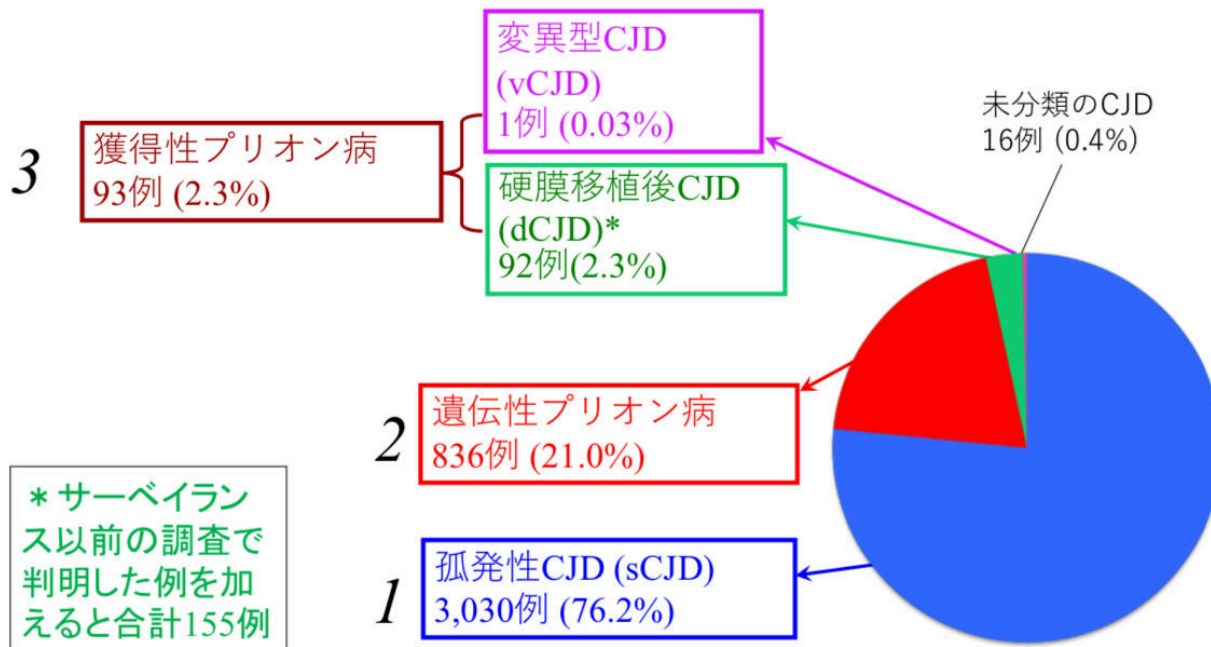 変異型CJD
(vCJD)
1例 (0.03%)
未分類のCJD
16例 (0.4%)
3
獲得性プリオン病
93例 (2.3%)
硬膜移植後CJD
(dCJD)*
92例(2.3%)
2
遺伝性プリオン病
836例 (21.0%)
1
孤発性CJD (sCJD)
3,030例 (76.2%)
＊サーベイラン
ス以前の調査で
判明した例を加
えると合計155例